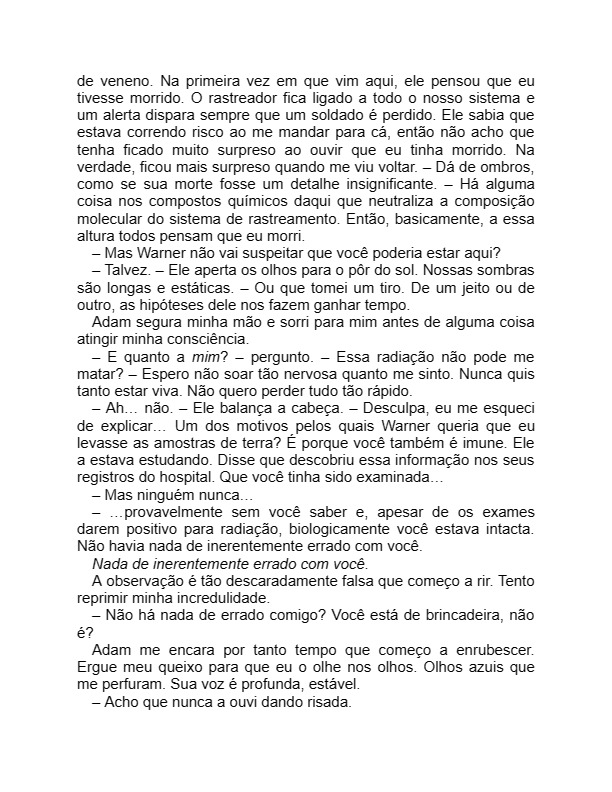 de veneno. Na primeira vez em que vim aqui, ele pensou que eu
tivesse morrido. O rastreador fica ligado a todo o nosso sistema e
um alerta dispara sempre que um soldado é perdido. Ele sabia que
estava correndo risco ao me mandar para cá, então não acho que
tenha ficado muito surpreso ao ouvir que eu tinha morrido. Na
verdade, ficou mais surpreso quando me viu voltar. – Dá de ombros,
como se sua morte fosse um detalhe insignificante. – Há alguma
coisa nos compostos químicos daqui que neutraliza a composição
molecular do sistema de rastreamento. Então, basicamente, a essa
altura todos pensam que eu morri.
– Mas Warner não vai suspeitar que você poderia estar aqui?
– Talvez. – Ele aperta os olhos para o pôr do sol. Nossas sombras
são longas e estáticas. – Ou que tomei um tiro. De um jeito ou de
outro, as hipóteses dele nos fazem ganhar tempo.
Adam segura minha mão e sorri para mim antes de alguma coisa
atingir minha consciência.
– E quanto a mim? – pergunto. – Essa radiação não pode me
matar? – Espero não soar tão nervosa quanto me sinto. Nunca quis
tanto estar viva. Não quero perder tudo tão rápido.
– Ah… não. – Ele balança a cabeça. – Desculpa, eu me esqueci
de explicar… Um dos motivos pelos quais Warner queria que eu
levasse as amostras de terra? É porque você também é imune. Ele
a estava estudando. Disse que descobriu essa informação nos seus
registros do hospital. Que você tinha sido examinada…
– Mas ninguém nunca…
– …provavelmente sem você saber e, apesar de os exames
darem positivo para radiação, biologicamente você estava intacta.
Não havia nada de inerentemente errado com você.
Nada de inerentemente errado com você.
A observação é tão descaradamente falsa que começo a rir. Tento
reprimir minha incredulidade.
– Não há nada de errado comigo? Você está de brincadeira, não
é?
Adam me encara por tanto tempo que começo a enrubescer.
Ergue meu queixo para que eu o olhe nos olhos. Olhos azuis que
me perfuram. Sua voz é profunda, estável.
– Acho que nunca a ouvi dando risada.